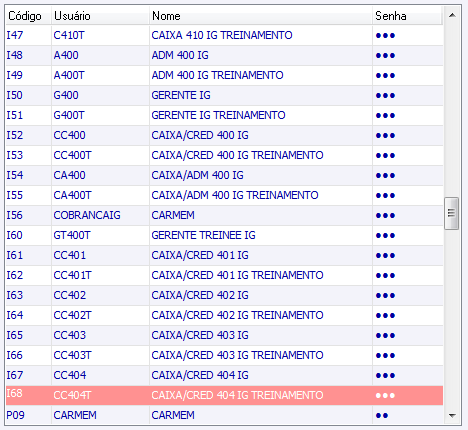 Código Usuário Nome Senha
I47 C410T CAIXA 410 IG TREINAMENTO •••
I48 A400 ADM 400 IG •••
I49 A400T ADM 400 IG TREINAMENTO •••
I50 G400 GERENTE IG •••
I51 G400T GERENTE IG TREINAMENTO •••
I52 CC400 CAIXA/CRED 400 IG •••
I53 CC400T CAIXA/CRED 400 IG TREINAMENTO •••
I54 CA400 CAIXA/ADM 400 IG •••
I55 CA400T CAIXA/ADM 400 IG TREINAMENTO •••
I56 COBRANCAIG CARMEM •••
I60 GT400T GERENTE TREINEE IG •••
I61 CC401 CAIXA/CRED 401 IG •••
I62 CC401T CAIXA/CRED 401 IG TREINAMENTO •••
I63 CC402 CAIXA/CRED 402 IG •••
I64 CC402T CAIXA/CRED 402 IG TREINAMENTO •••
I65 CC403 CAIXA/CRED 403 IG •••
I66 CC403T CAIXA/CRED 403 IG TREINAMENTO •••
I67 CC404 CAIXA/CRED 404 IG •••
I68 CC404T CAIXA/CRED 404 IG TREINAMENTO •••
P09 CARMEM CARMEM ••